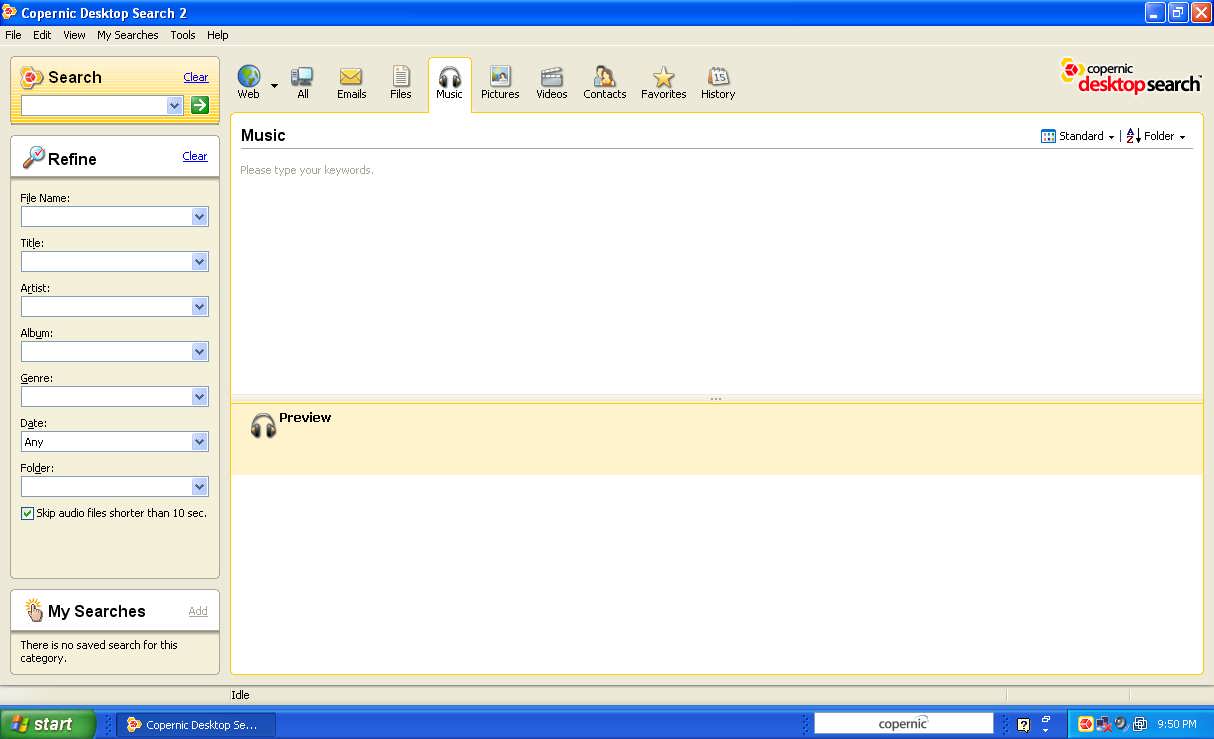 Copernic Desktop Search 2
File Edit View My Searches Tools Help
Search Clear
Web All Emails Files Music Pictures Videos Contacts Favorites History
copernic
desktopsearch™
Refine Clear
File Name:
Title:
Artist:
Album:
Genre:
Date:
Any
Folder:
Skip audio files shorter than 10 sec.
My Searches Add
There is no saved search for this
category.
Music Standard Folder
Please type your keywords.
Preview
Idle
start Copernic Desktop Se... copernic 9:50 PM